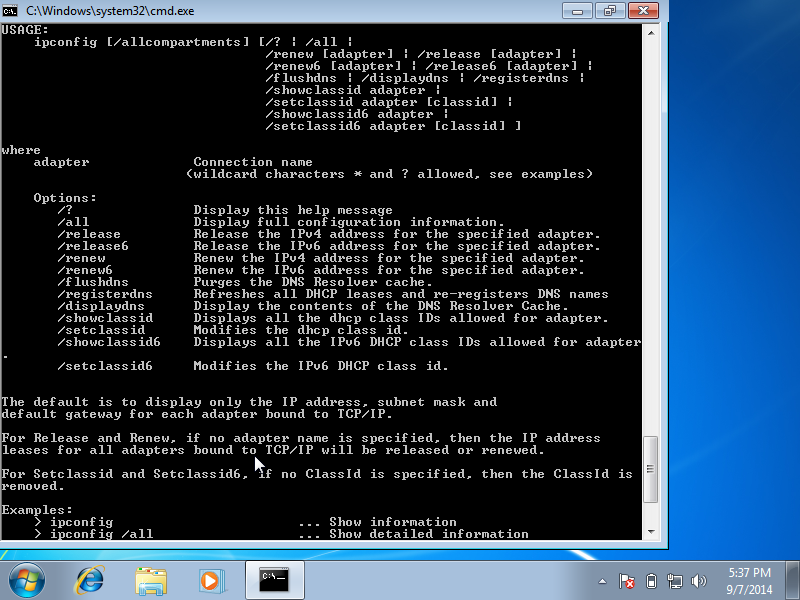 C:\Windows\system32\cmd.exe
USAGE:
    ipconfig [/allcompartments] [/? | /all |
                                 /renew [adapter] | /release [adapter] |
                                 /renew6 [adapter] | /release6 [adapter] |
                                 /flushdns | /displaydns | /registerdns |
                                 /showclassid adapter |
                                 /setclassid adapter [classid] |
                                 /showclassid6 adapter |
                                 /setclassid6 adapter [classid] ]
where
    adapter             Connection name
                       (wildcard characters * and ? allowed, see examples)
    Options:
       /?               Display this help message
       /all             Display full configuration information.
       /release         Release the IPv4 address for the specified adapter.
       /release6        Release the IPv6 address for the specified adapter.
       /renew           Renew the IPv4 address for the specified adapter.
       /renew6          Renew the IPv6 address for the specified adapter.
       /flushdns        Purges the DNS Resolver cache.
       /registerdns     Refreshes all DHCP leases and re-registers DNS names
       /displaydns      Display the contents of the DNS Resolver Cache.
       /showclassid     Displays all the dhcp class IDs allowed for adapter.
       /setclassid      Modifies the dhcp class id.
       /showclassid6    Displays all the IPv6 DHCP class IDs allowed for adapter
.
       /setclassid6     Modifies the IPv6 DHCP class id.
The default is to display only the IP address, subnet mask and
default gateway for each adapter bound to TCP/IP.
For Release and Renew, if no adapter name is specified, then the IP address
leases for all adapters bound to TCP/IP will be released or renewed.
For Setclassid and Setclassid6, if no ClassId is specified, then the ClassId is
removed.
Examples:
    > ipconfig                       ... Show information
    > ipconfig /all                  ... Show detailed information
C:\
5:37 PM
9/7/2014